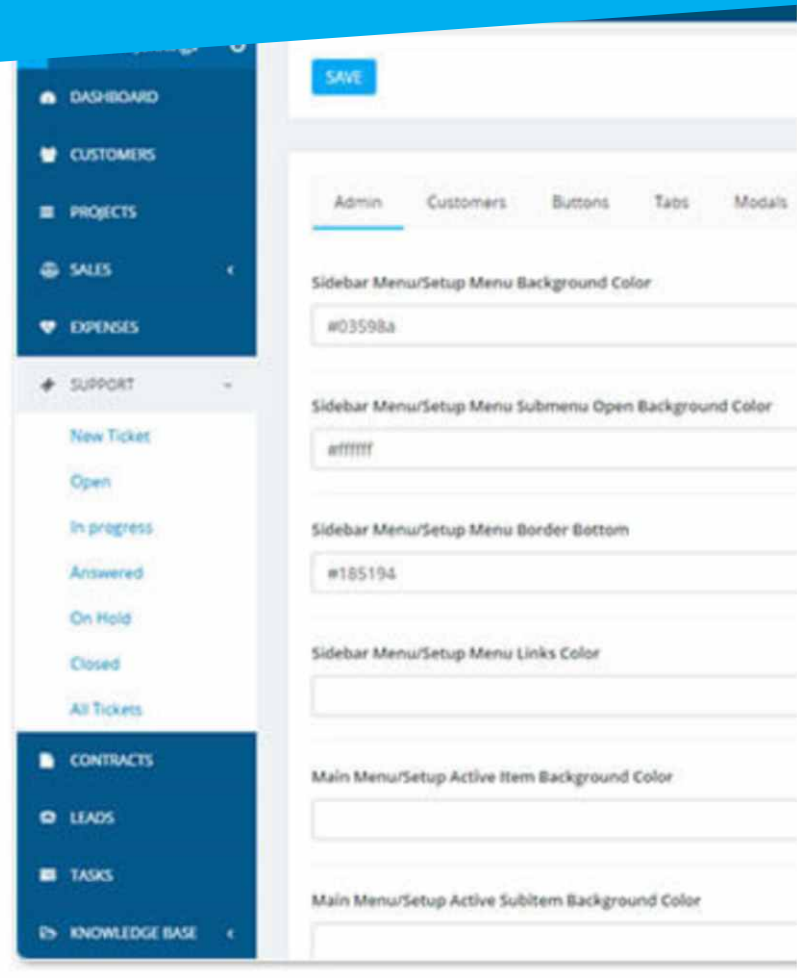 SAVE
DASHBOARD
CUSTOMERS
PROJECTS
SALES
EXPENSES
SUPPORT
New Ticket
Open
In progress
Answered
On Hold
Closed
All Tickets
CONTRACTS
LEADS
TASKS
KNOWLEDGE BASE
Admin Customers Buttons Tabs Modals
Sidebar Menu/Setup Menu Background Color
#03598a
Sidebar Menu/Setup Menu Submenu Open Background Color
#ffffff
Sidebar Menu/Setup Menu Border Bottom
#185194
Sidebar Menu/Setup Menu Links Color
Main Menu/Setup Active Item Background Color
Main Menu/Setup Active Subitem Background Color